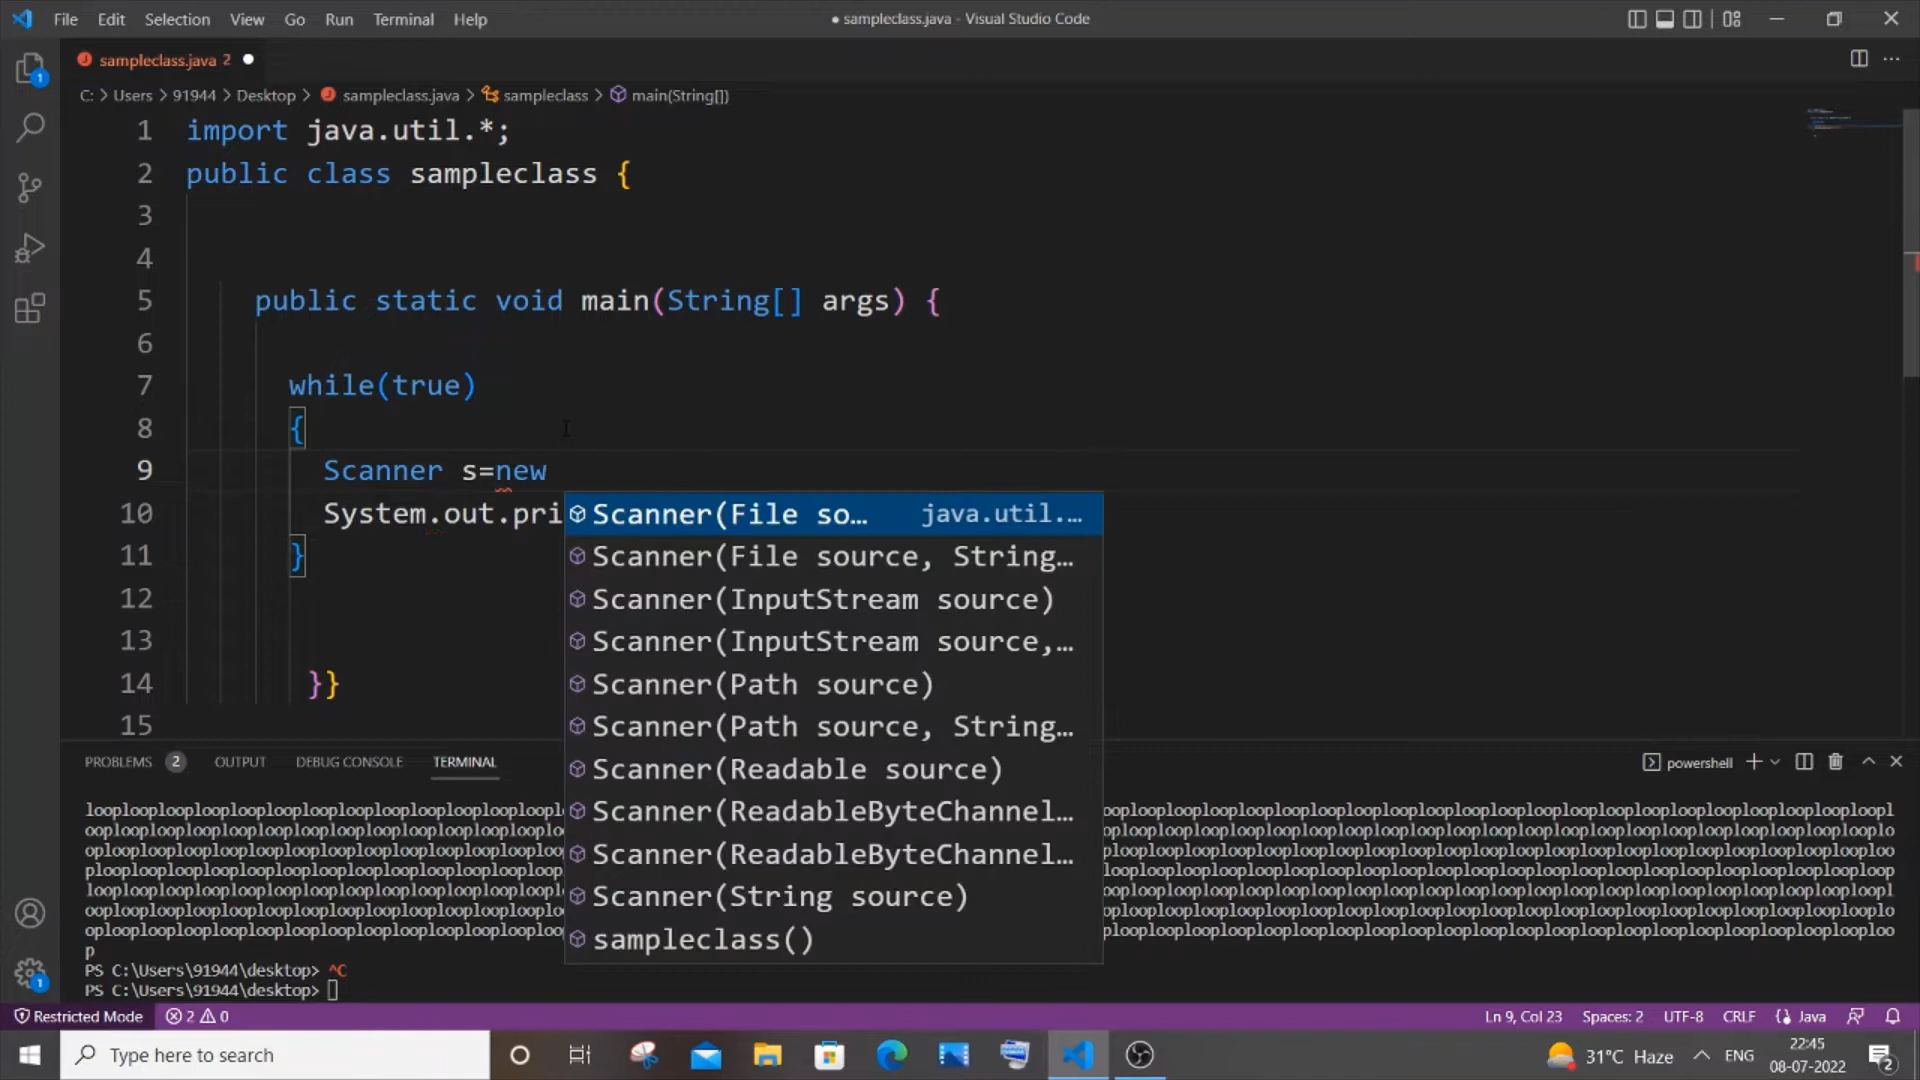 File Edit Selection View Go Run Terminal Help
● sampleclass.java - Visual Studio Code
sampleclass.java 2
C: > Users > 91944 > Desktop > sampleclass.java > sampleclass > main(String[])
1 import java.util.*;
2 public class sampleclass {
3
4
5 public static void main(String[] args) {
6
7 while(true)
8 {
9 Scanner s=new
10 System.out.pri
11 }
12
13
14 }}
15
Scanner(File so… java.util.…
Scanner(File source, String…
Scanner(InputStream source)
Scanner(InputStream source,…
Scanner(Path source)
Scanner(Path source, String…
Scanner(Readable source)
Scanner(ReadableByteChannel…
Scanner(ReadableByteChannel…
Scanner(String source)
sampleclass()
PROBLEMS 2 OUTPUT DEBUG CONSOLE TERMINAL
powershell
p
PS C:\Users\91944\desktop> ^C
PS C:\Users\91944\desktop>
Restricted Mode 2 0
Ln 9, Col 23 Spaces: 2 UTF-8 CRLF Java
Type here to search
31°C Haze ENG
22:45
08-07-2022
2